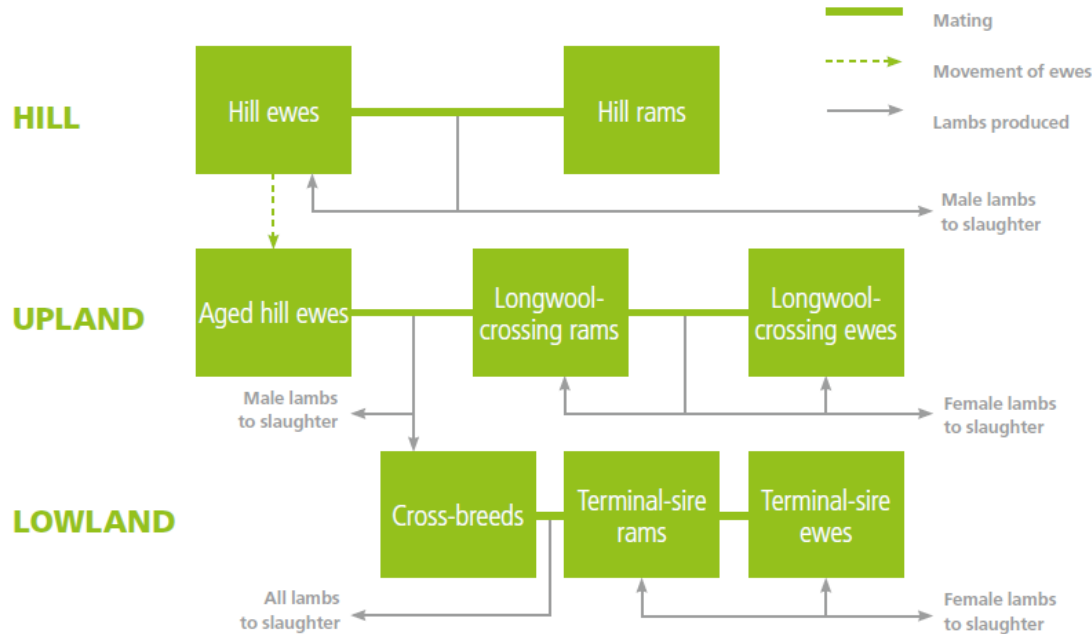 Mating
Movement of ewes
Lambs produced
HILL
Hill ewes
Hill rams
Male lambs
to slaughter
UPLAND
Aged hill ewes
Longwool-
crossing rams
Longwool-
crossing ewes
Male lambs
to slaughter
Female lambs
to slaughter
LOWLAND
Cross-breeds
Terminal-sire
rams
Terminal-sire
ewes
All lambs
to slaughter
Female lambs
to slaughter